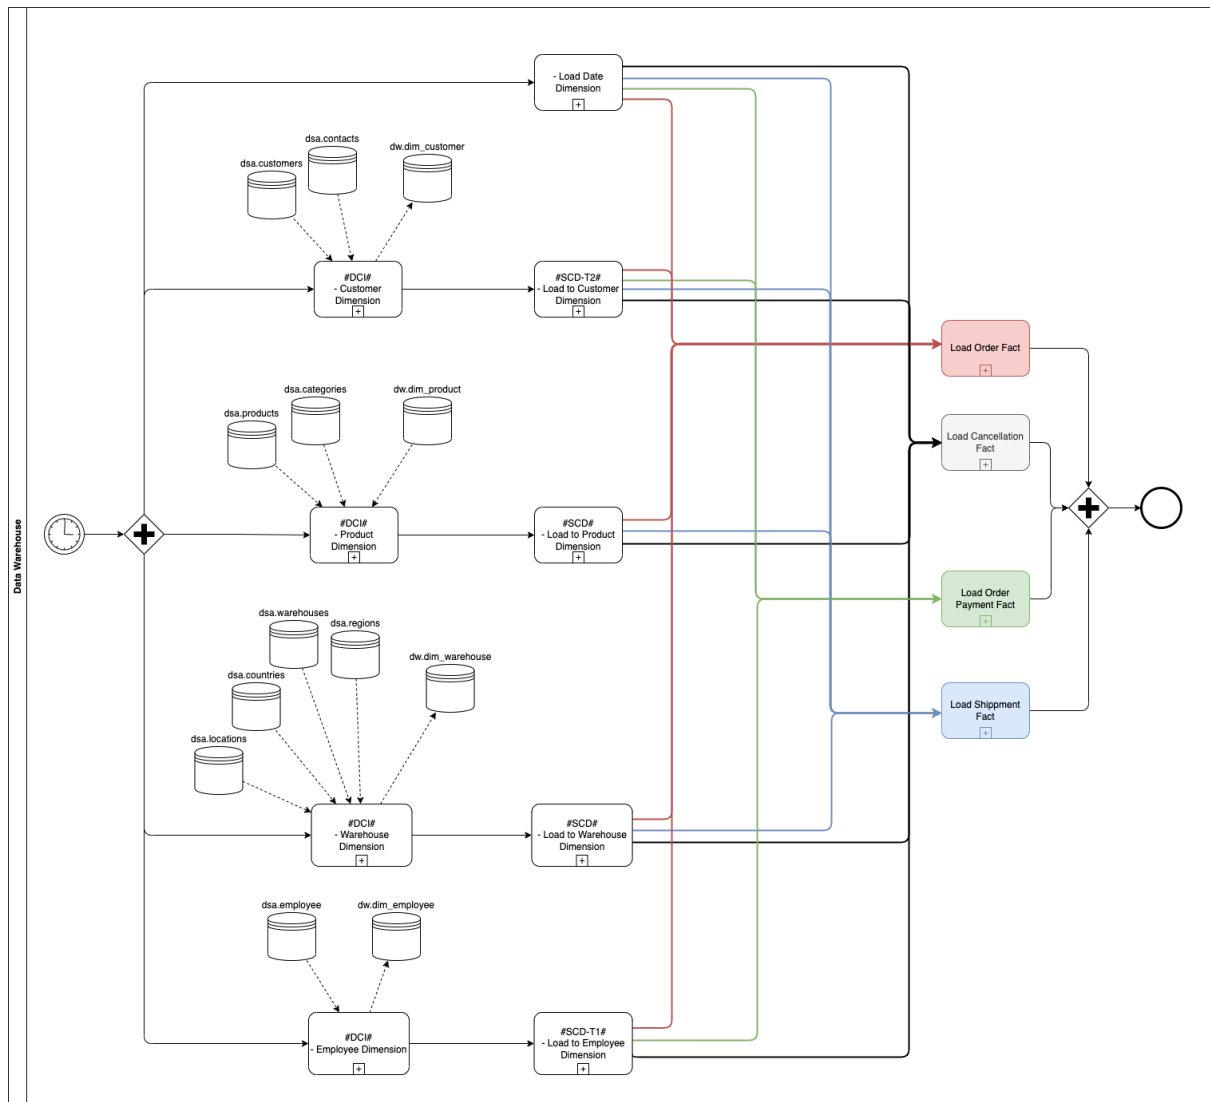 Data Warehouse
- Load Date
Dimension
dsa.contacts
dw.dim_customer
dsa.customers
#DCI#
- Customer
Dimension
#SCD-T2#
- Load to Customer
Dimension
Load Order Fact
dsa.categories
dw.dim_product
dsa.products
Load Cancellation
Fact
#DCI#
- Product
Dimension
#SCD#
- Load to Product
Dimension
Load Order
Payment Fact
dsa.warehouses
dsa.regions
dw.dim_warehouse
dsa.countries
dsa.locations
Load Shippment
Fact
#DCI#
- Warehouse
Dimension
#SCD#
- Load to Warehouse
Dimension
dsa.employee
dw.dim_employee
#DCI#
- Employee Dimension
#SCD-T1#
- Load to Employee
Dimension